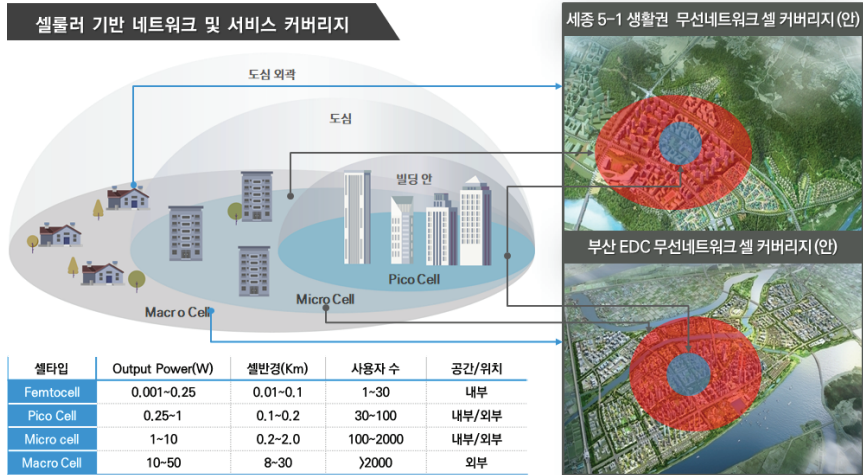 셀룰러 기반 네트워크 및 서비스 커버리지
도심 외곽
도심
빌딩 안
Pico Cell
Micro Cell
Macro Cell
세종 5-1 생활권 무선네트워크 셀 커버리지(안)
부산 EDC 무선네트워크 셀 커버리지(안)
셀타입 Output Power(W) 셀반경(Km) 사용자 수 공간/위치
Femtocell 0.001~0.25 0.01~0.1 1~30 내부
Pico Cell 0.25~1 0.1~0.2 30~100 내부/외부
Micro cell 1~10 0.2~2.0 100~2000 내부/외부
Macro Cell 10~50 8~30 >2000 외부